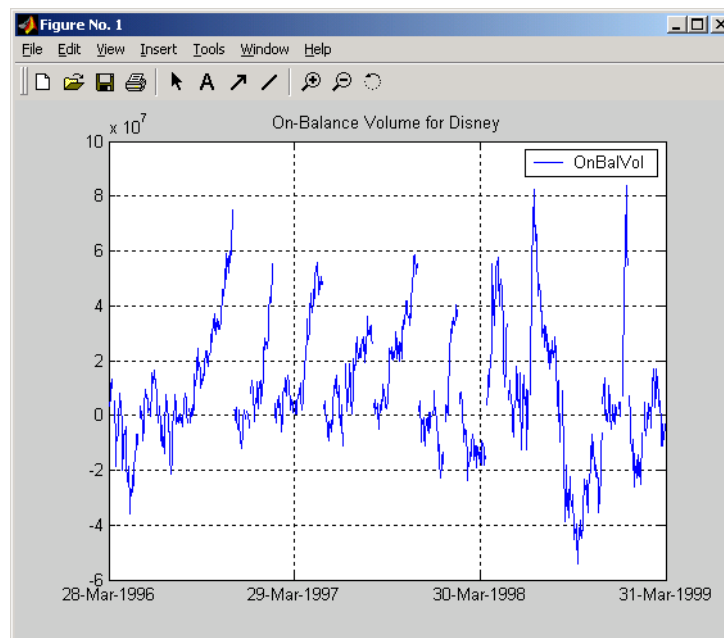 Figure No. 1
File Edit View Insert Tools Window Help
A
x 10^7
On-Balance Volume for Disney
OnBalVol
10
8
6
4
2
0
-2
-4
-6
28-Mar-1996 29-Mar-1997 30-Mar-1998 31-Mar-1999